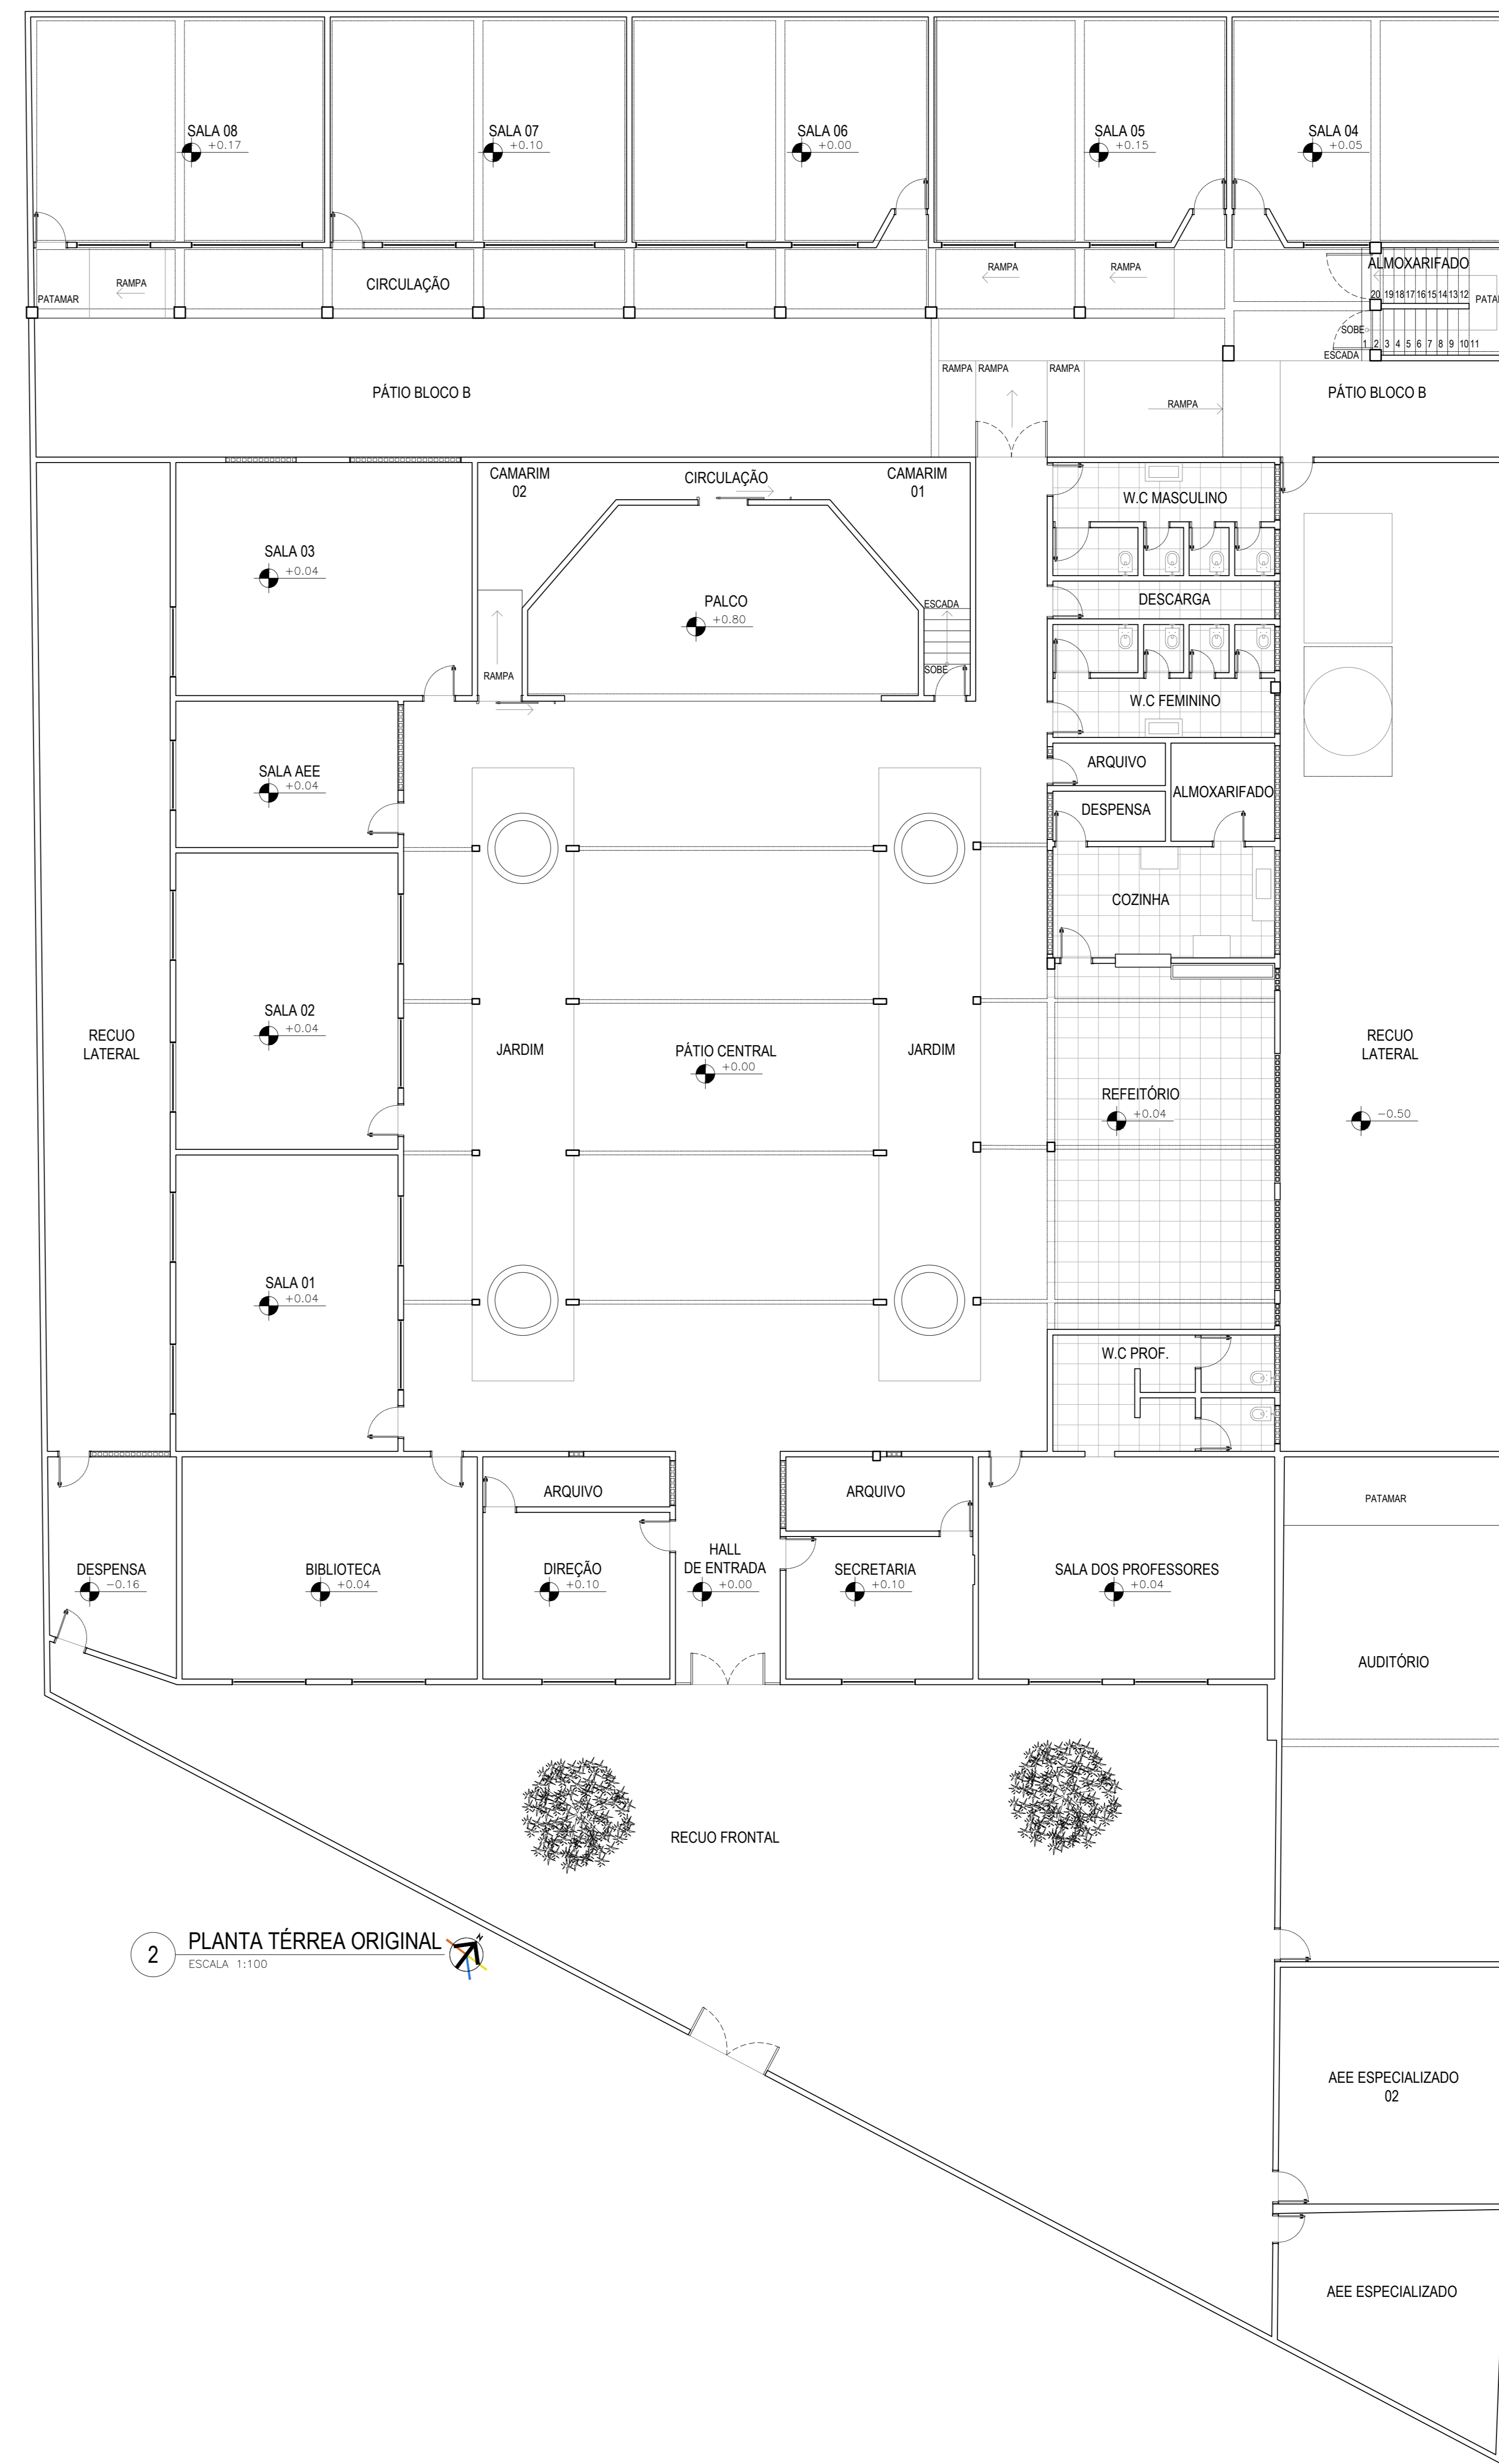 SALA 08
+0.17
SALA 07
+0.10
SALA 06
+0.00
SALA 05
+0.15
SALA 04
+0.05
PATAMAR
RAMPA
CIRCULAÇÃO
RAMPA
RAMPA
ALMOXARIFADO
20 19 18 17 16 15 14 13 12
SOBE
1 2 3 4 5 6 7 8 9 10 11
ESCADA
PÁTIO BLOCO B
RAMPA
RAMPA
RAMPA
RAMPA
PÁTIO BLOCO B
CAMARIM
02
CIRCULAÇÃO
CAMARIM
01
W.C MASCULINO
SALA 03
+0.04
PALCO
+0.80
ESCADA
SOBE
RAMPA
DESCARGA
W.C FEMININO
SALA AEE
+0.04
ARQUIVO
DESPENSA
ALMOXARIFADO
COZINHA
RECUO
LATERAL
SALA 02
+0.04
JARDIM
PÁTIO CENTRAL
+0.00
JARDIM
REFEITÓRIO
+0.04
RECUO
LATERAL
-0.50
SALA 01
+0.04
W.C PROF.
ARQUIVO
ARQUIVO
PATAMAR
DESPENSA
-0.16
BIBLIOTECA
+0.04
DIREÇÃO
+0.10
HALL
DE ENTRADA
+0.00
SECRETARIA
+0.10
SALA DOS PROFESSORES
+0.04
AUDITÓRIO
RECUO FRONTAL
2
PLANTA TÉRREA ORIGINAL
ESCALA 1:100
N
AEE ESPECIALIZADO
02
AEE ESPECIALIZADO